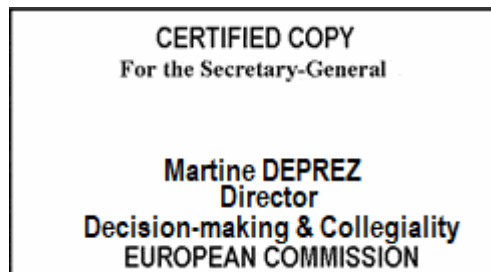 CERTIFIED COPY
For the Secretary-General
Martine DEPREZ
Director
Decision-making & Collegiality
EUROPEAN COMMISSION